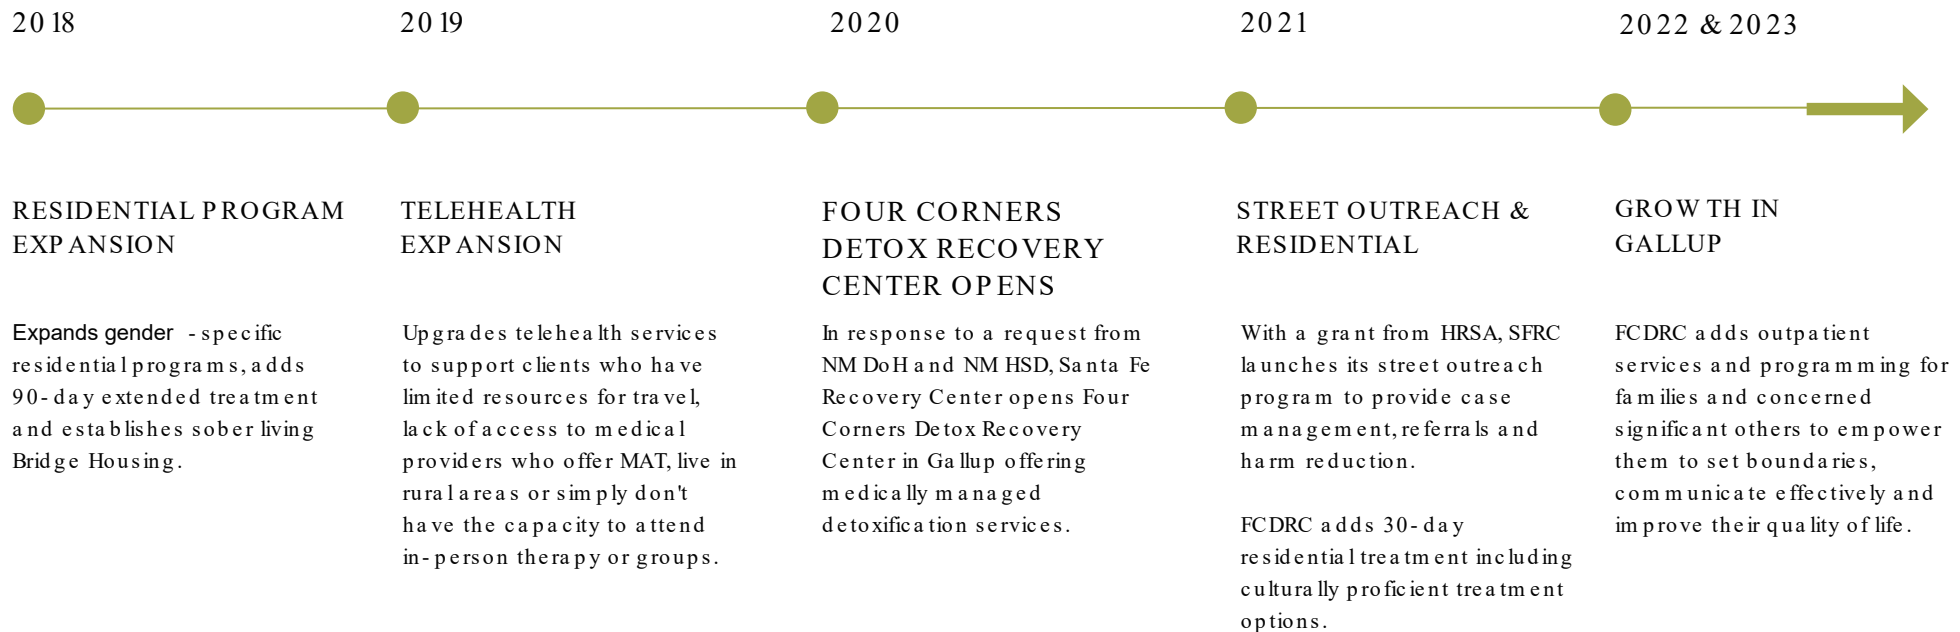 2018
2019
2020
2021
2022 & 2023
RESIDENTIAL PROGRAM
EXPANSION
TELEHEALTH
EXPANSION
FOUR CORNERS
DETOX RECOVERY
CENTER OPENS
STREET OUTREACH &
RESIDENTIAL
GROWTH IN
GALLUP
Expands gender -specific
residential programs, adds
90-day extended treatment
and establishes sober living
Bridge Housing.
Upgrades telehealth services
to support clients who have
limited resources for travel,
lack of access to medical
providers who offer MAT, live in
rural areas or simply don't
have the capacity to attend
in-person therapy or groups.
In response to a request from
NM DoH and NM HSD, Santa Fe
Recovery Center opens Four
Corners Detox Recovery
Center in Gallup offering
medically managed
detoxification services.
With a grant from HRSA, SFRC
launches its street outreach
program to provide case
management, referrals and
harm reduction.
FCDRC adds 30-day
residential treatment including
culturally proficient treatment
options.
FCDRC adds outpatient
services and programming for
families and concerned
significant others to empower
them to set boundaries,
communicate effectively and
improve their quality of life.